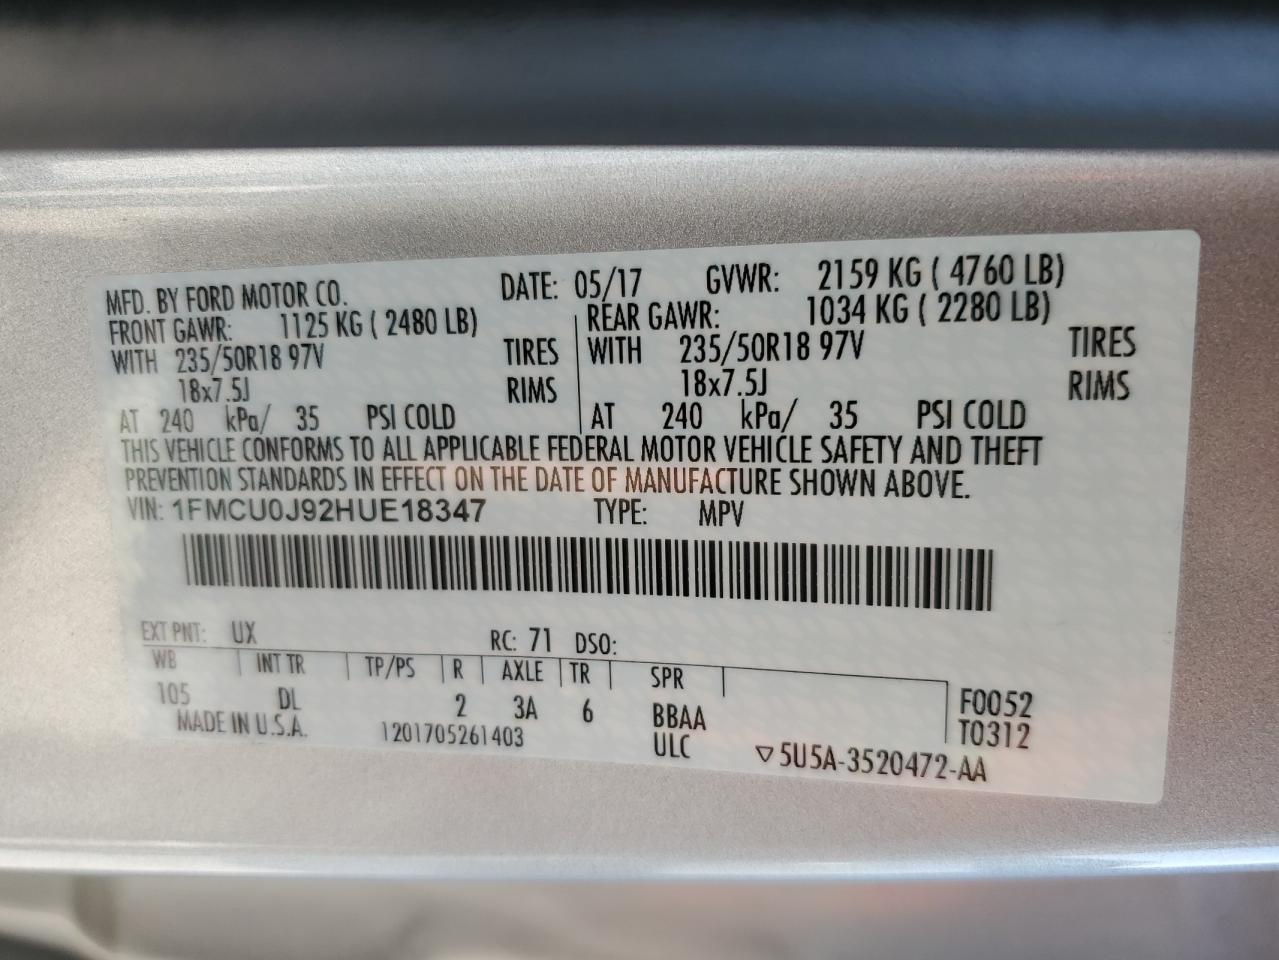 MFD. BY FORD MOTOR CO. DATE: 05/17 GVWR: 2159 KG ( 4760 LB)
FRONT GAWR: 1125 KG ( 2480 LB) REAR GAWR: 1034 KG ( 2280 LB)
WITH 235/50R18 97V TIRES WITH 235/50R18 97V TIRES
18x7.5J RIMS 18x7.5J RIMS
AT 240 kPa/ 35 PSI COLD AT 240 kPa/ 35 PSI COLD
THIS VEHICLE CONFORMS TO ALL APPLICABLE FEDERAL MOTOR VEHICLE SAFETY AND THEFT
PREVENTION STANDARDS IN EFFECT ON THE DATE OF MANUFACTURE SHOWN ABOVE.
VIN: 1FMCU0J92HUE18347 TYPE: MPV
EXT PNT: UX RC: 71 DSO:
WB INT TR TP/PS R AXLE TR SPR
105 DL 2 3A 6 BBAA F0052
MADE IN U.S.A. 1201705261403 ULC T0312
▽5U5A-3520472-AA